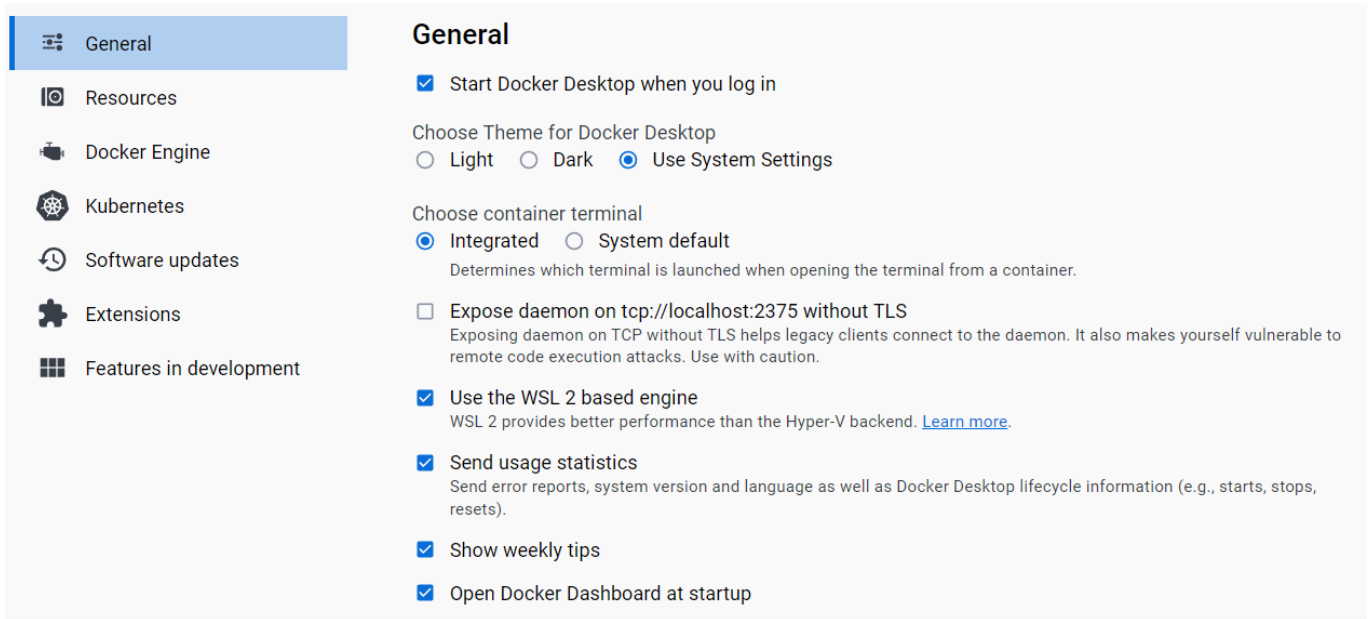 General
Resources
Docker Engine
Kubernetes
Software updates
Extensions
Features in development
General
Start Docker Desktop when you log in
Choose Theme for Docker Desktop
Light Dark Use System Settings
Choose container terminal
Integrated System default
Determines which terminal is launched when opening the terminal from a container.
Expose daemon on tcp://localhost:2375 without TLS
Exposing daemon on TCP without TLS helps legacy clients connect to the daemon. It also makes yourself vulnerable to
remote code execution attacks. Use with caution.
Use the WSL 2 based engine
WSL 2 provides better performance than the Hyper-V backend. Learn more.
Send usage statistics
Send error reports, system version and language as well as Docker Desktop lifecycle information (e.g., starts, stops,
resets).
Show weekly tips
Open Docker Dashboard at startup